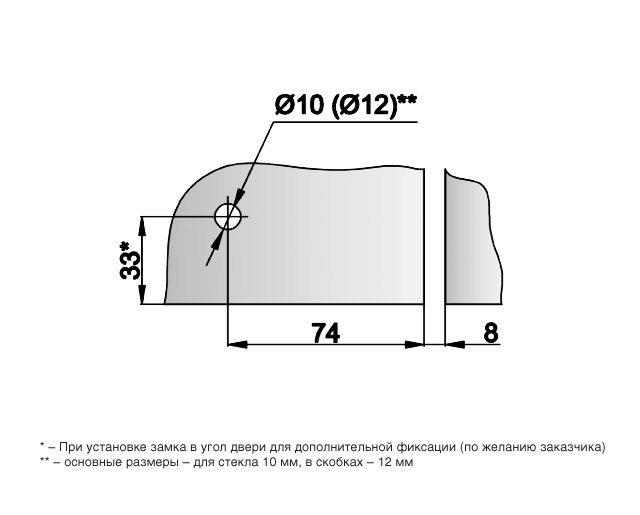 Ø10 (Ø12)**
33*
74
8
* – При установке замка в угол двери для дополнительной фиксации (по желанию заказчика)
** – основные размеры – для стекла 10 мм, в скобках – 12 мм